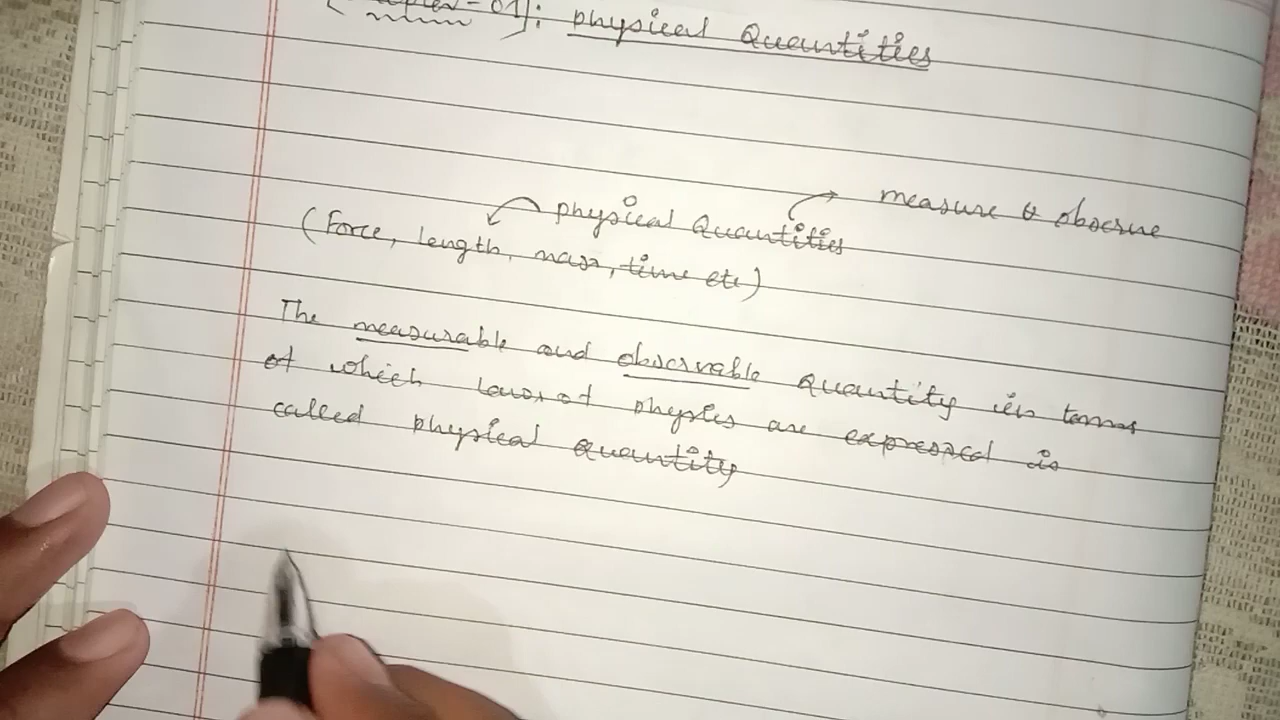 01): physical Quantities
physical Quantities → measure & observe
(Force, length, mass, time etc)
The measurable and observable quantity in terms
of which laws of physics are expressed is
called physical quantity